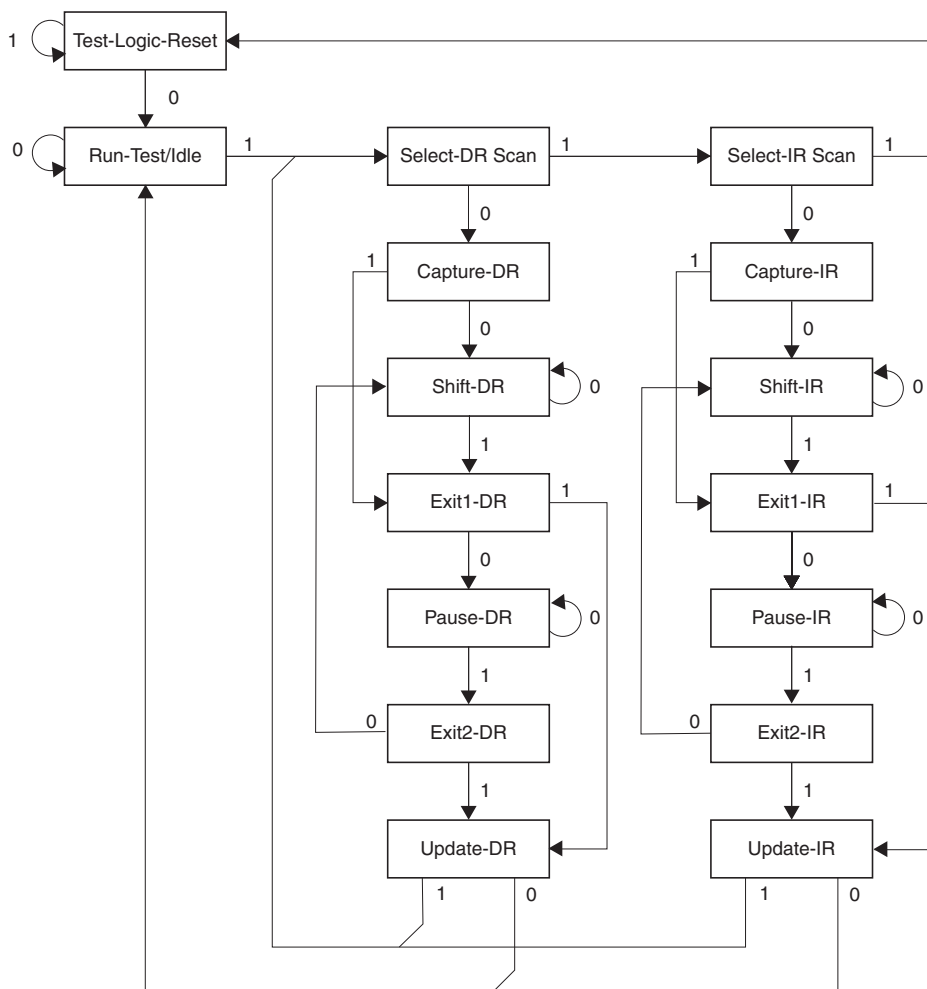 1
Test-Logic-Reset
0
0
Run-Test/Idle
1
Select-DR Scan
1
Select-IR Scan
1
0
0
1
Capture-DR
1
Capture-IR
0
0
Shift-DR
0
Shift-IR
0
1
1
Exit1-DR
1
Exit1-IR
1
0
0
Pause-DR
0
Pause-IR
0
1
1
0
Exit2-DR
0
Exit2-IR
1
1
Update-DR
Update-IR
1
0
1
0